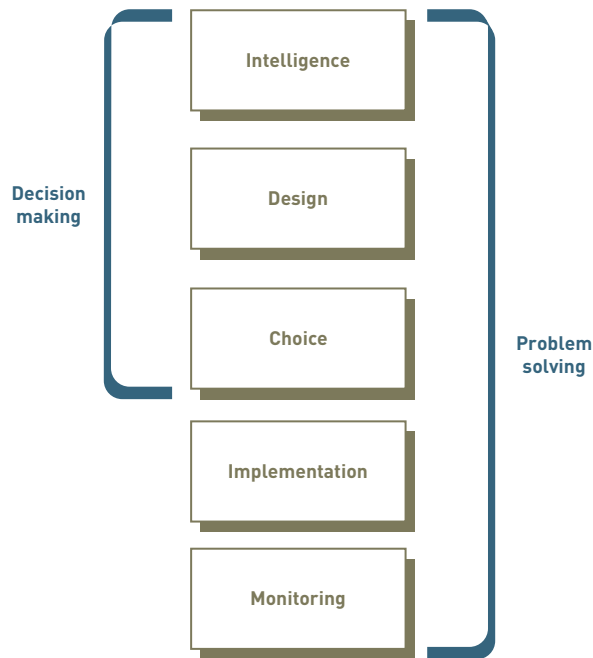 Intelligence
Decision
making
Design
Choice
Problem
solving
Implementation
Monitoring